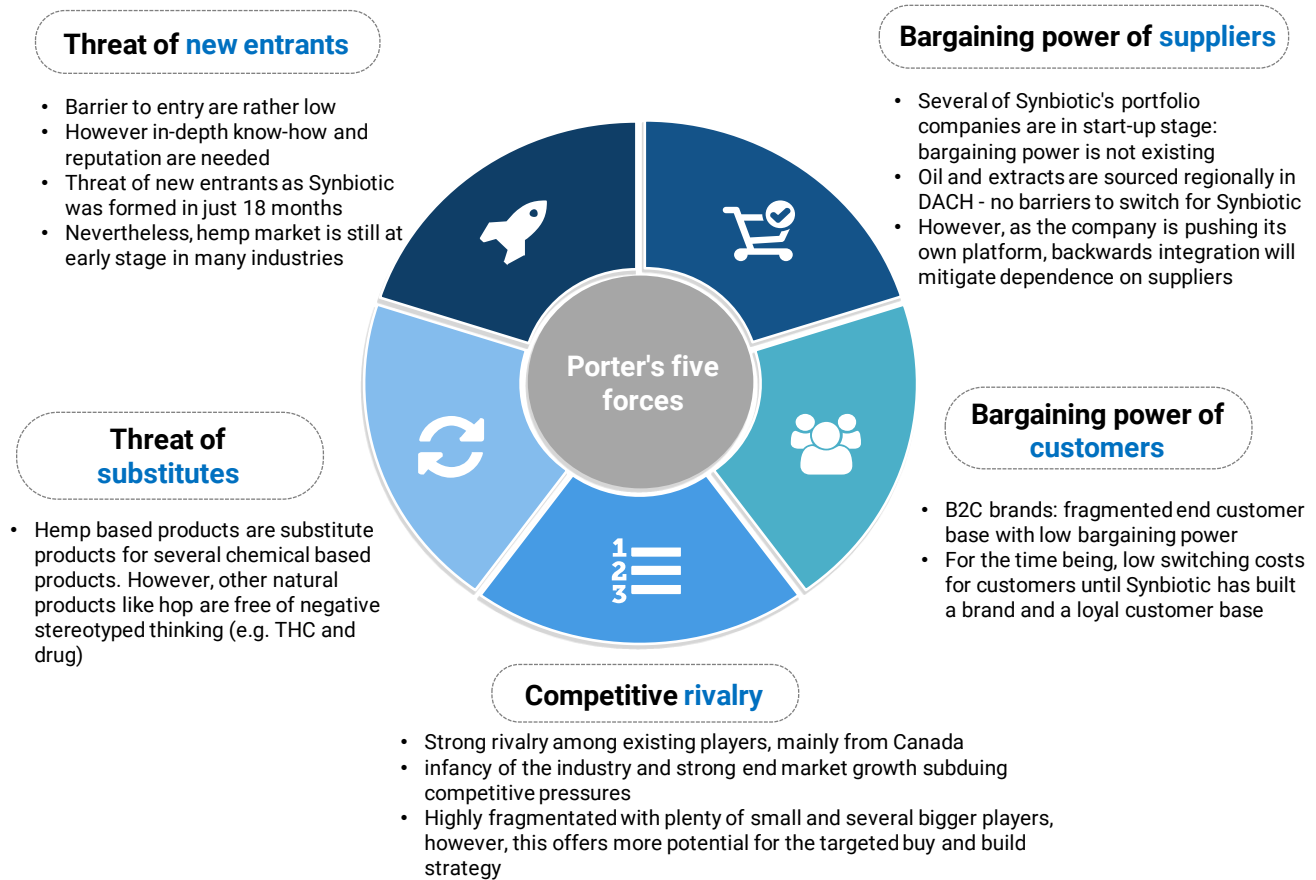 Threat of new entrants
• Barrier to entry are rather low
• However in-depth know-how and
reputation are needed
• Threat of new entrants as Synbiotic
was formed in just 18 months
• Nevertheless, hemp market is still at
early stage in many industries
Bargaining power of suppliers
• Several of Synbiotic's portfolio
companies are in start-up stage:
bargaining power is not existing
• Oil and extracts are sourced regionally in
DACH - no barriers to switch for Synbiotic
• However, as the company is pushing its
own platform, backwards integration will
mitigate dependence on suppliers
Porter's five
forces
Threat of
substitutes
• Hemp based products are substitute
products for several chemical based
products. However, other natural
products like hop are free of negative
stereotyped thinking (e.g. THC and
drug)
Bargaining power of
customers
• B2C brands: fragmented end customer
base with low bargaining power
• For the time being, low switching costs
for customers until Synbiotic has built
a brand and a loyal customer base
1
2
3
Competitive rivalry
• Strong rivalry among existing players, mainly from Canada
• infancy of the industry and strong end market growth subduing
competitive pressures
• Highly fragmentated with plenty of small and several bigger players,
however, this offers more potential for the targeted buy and build
strategy